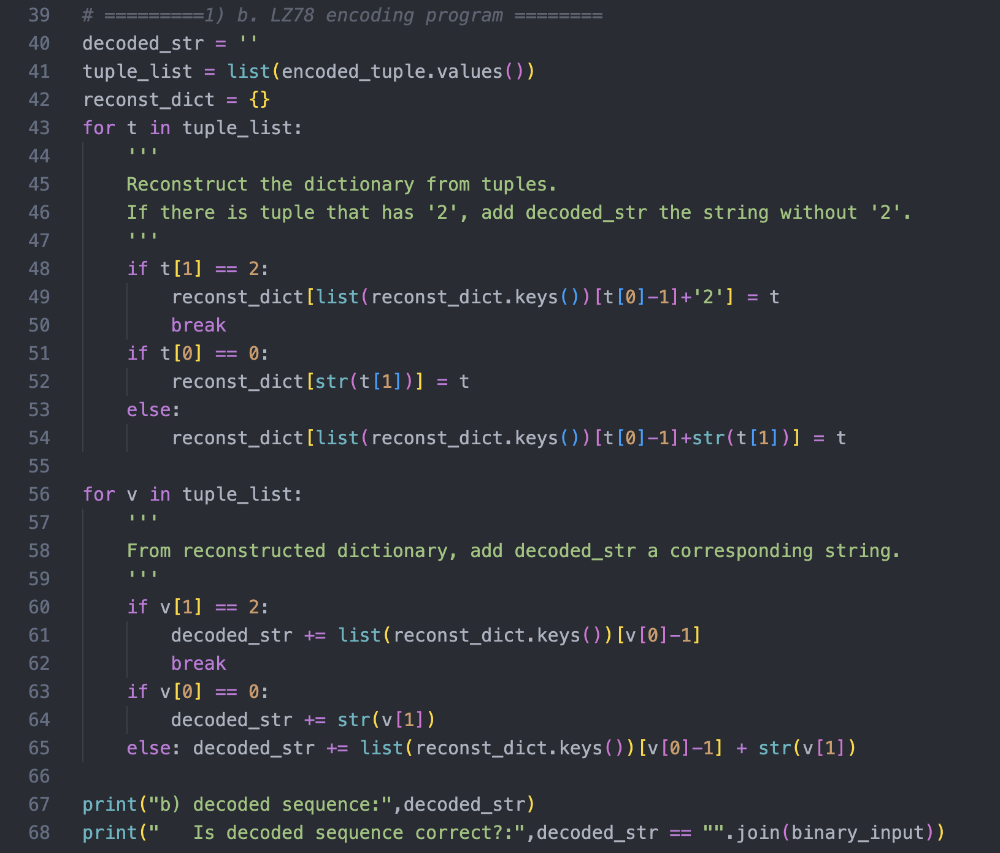 39 # =========1) b. LZ78 encoding program ========
40 decoded_str = ''
41 tuple_list = list(encoded_tuple.values())
42 reconst_dict = {}
43 for t in tuple_list:
44     '''
45     Reconstruct the dictionary from tuples.
46     If there is tuple that has '2', add decoded_str the string without '2'.
47     '''
48     if t[1] == 2:
49         reconst_dict[list(reconst_dict.keys())[t[0]-1]+'2'] = t
50         break
51     if t[0] == 0:
52         reconst_dict[str(t[1])] = t
53     else:
54         reconst_dict[list(reconst_dict.keys())[t[0]-1]+str(t[1])] = t
55
56 for v in tuple_list:
57     '''
58     From reconstructed dictionary, add decoded_str a corresponding string.
59     '''
60     if v[1] == 2:
61         decoded_str += list(reconst_dict.keys())[v[0]-1]
62         break
63     if v[0] == 0:
64         decoded_str += str(v[1])
65     else: decoded_str += list(reconst_dict.keys())[v[0]-1] + str(v[1])
66
67 print("b) decoded sequence:",decoded_str)
68 print("   Is decoded sequence correct?:",decoded_str == "".join(binary_input))